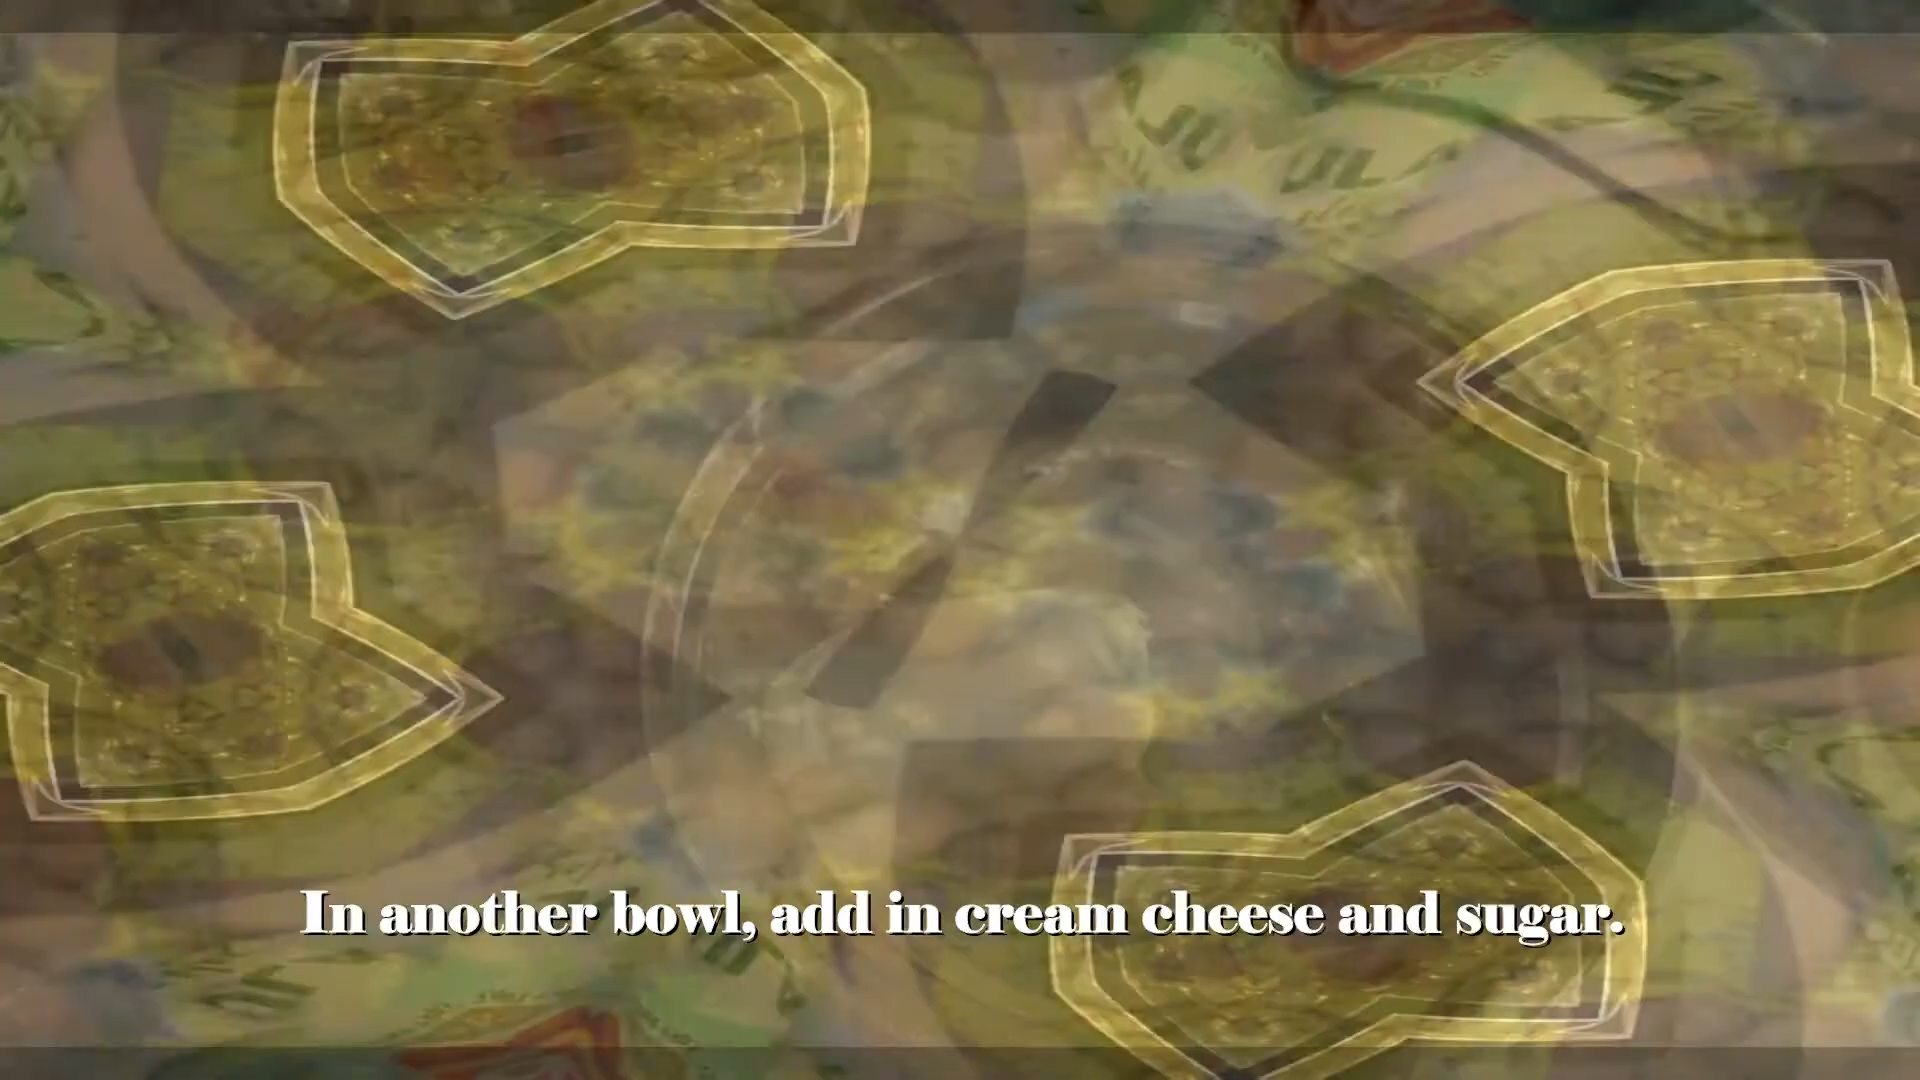 In another bowl, add in cream cheese and sugar.